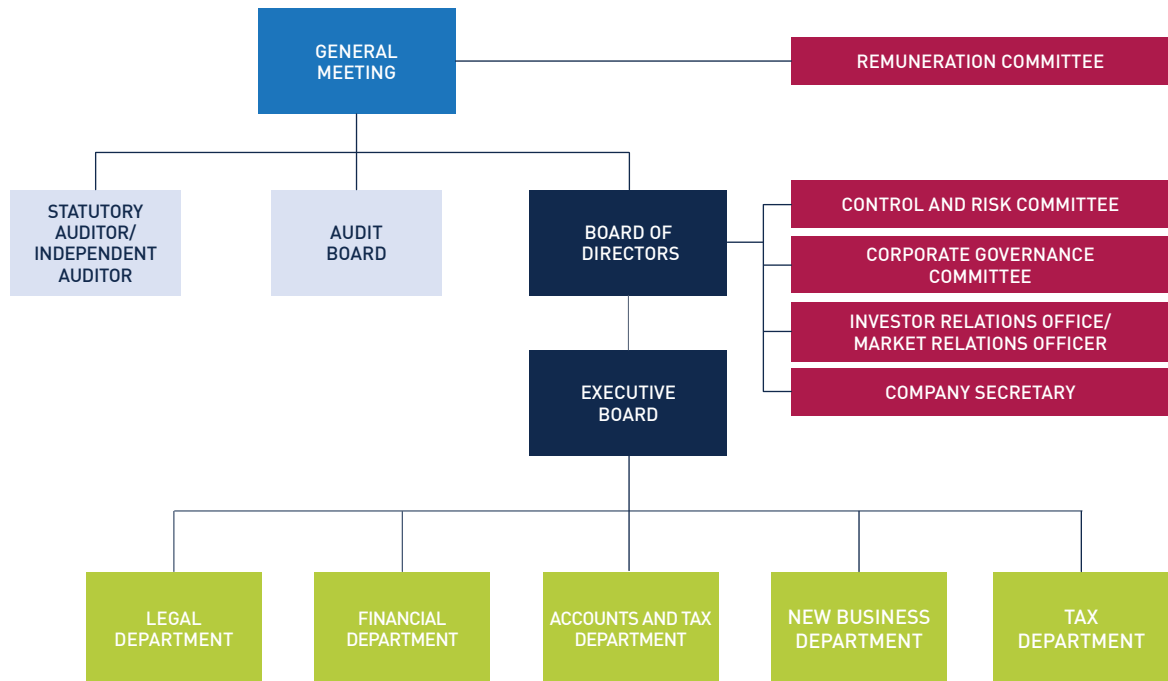 GENERAL
MEETING
REMUNERATION COMMITTEE
STATUTORY
AUDITOR/
INDEPENDENT
AUDITOR
AUDIT
BOARD
BOARD OF
DIRECTORS
CONTROL AND RISK COMMITTEE
CORPORATE GOVERNANCE
COMMITTEE
INVESTOR RELATIONS OFFICE/
MARKET RELATIONS OFFICER
COMPANY SECRETARY
EXECUTIVE
BOARD
LEGAL
DEPARTMENT
FINANCIAL
DEPARTMENT
ACCOUNTS AND TAX
DEPARTMENT
NEW BUSINESS
DEPARTMENT
TAX
DEPARTMENT